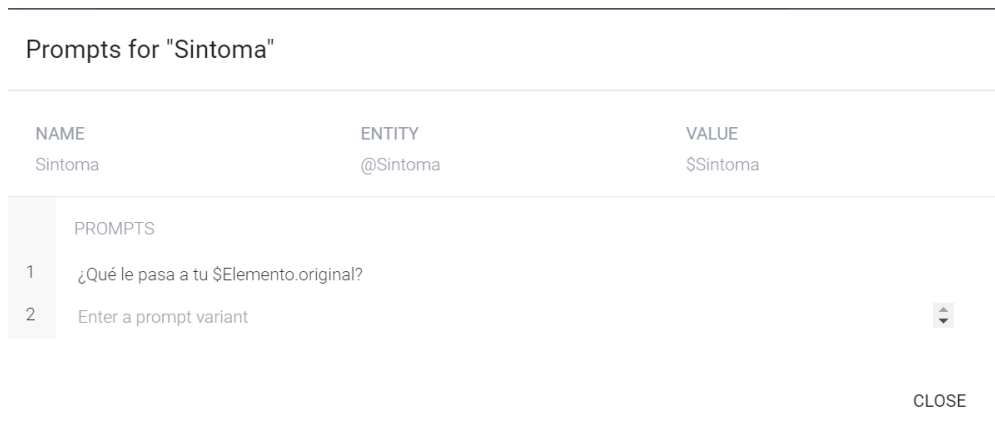 Prompts for "Sintoma"
NAME ENTITY VALUE
Sintoma @Sintoma $Sintoma
PROMPTS
1 ¿Qué le pasa a tu $Elemento.original?
2 Enter a prompt variant
CLOSE